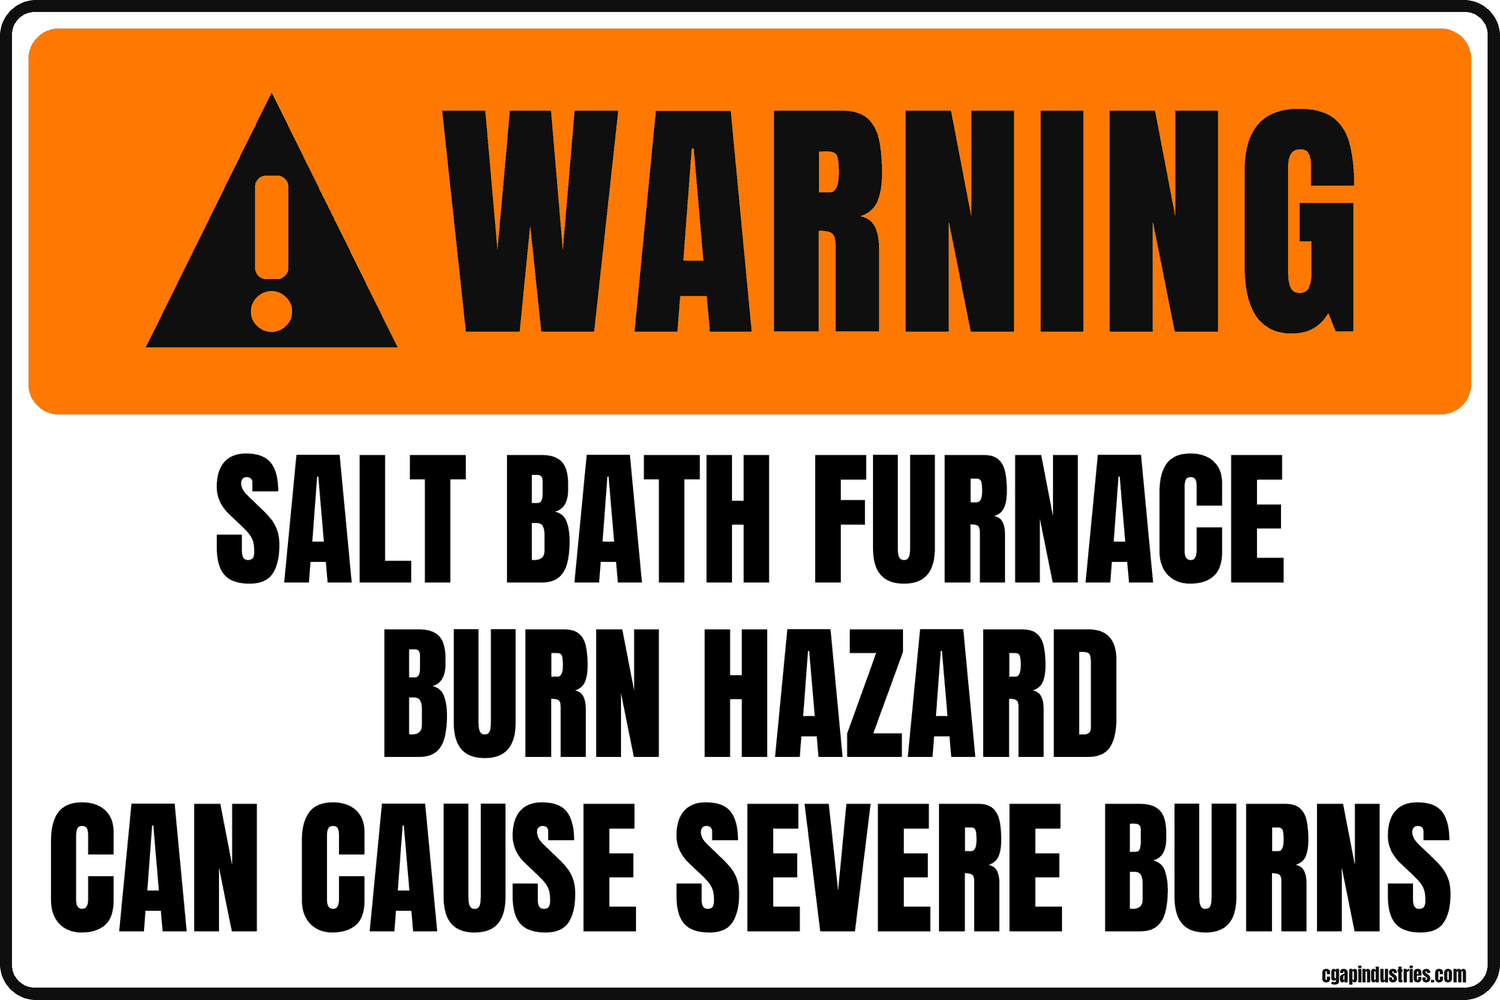 WARNING
SALT BATH FURNACE
BURN HAZARD
CAN CAUSE SEVERE BURNS
cgapindustries.com